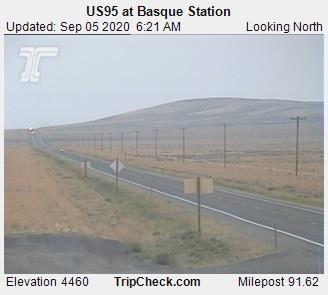 US95 at Basque Station
Updated: Sep 05 2020 6:21 AM Looking North
Elevation 4460 TripCheck.com Milepost 91.62